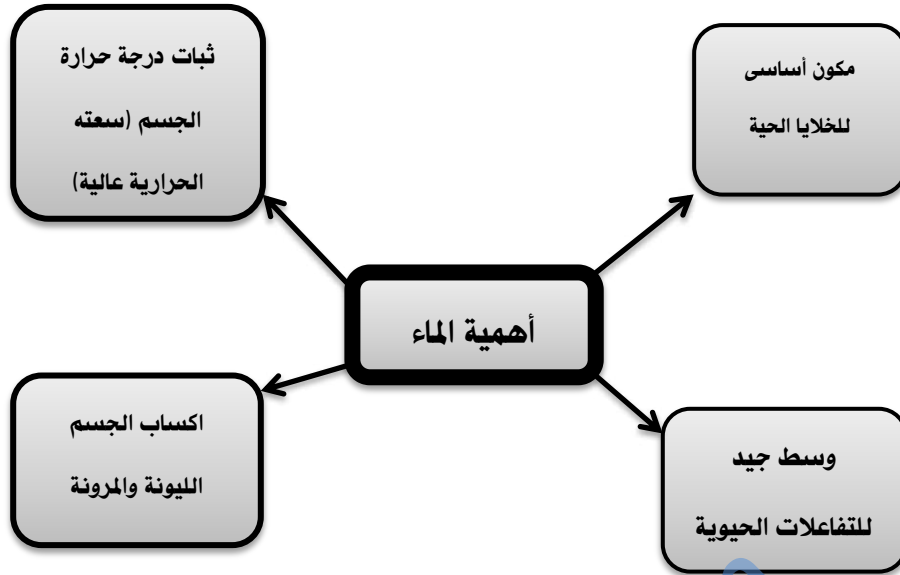 مكون أساسى
للخلايا الحية
ثبات درجة حرارة
الجسم (سعته
الحرارية عالية)
أهمية الماء
وسط جيد
للتفاعلات الحيوية
اكساب الجسم
الليونة والمرونة